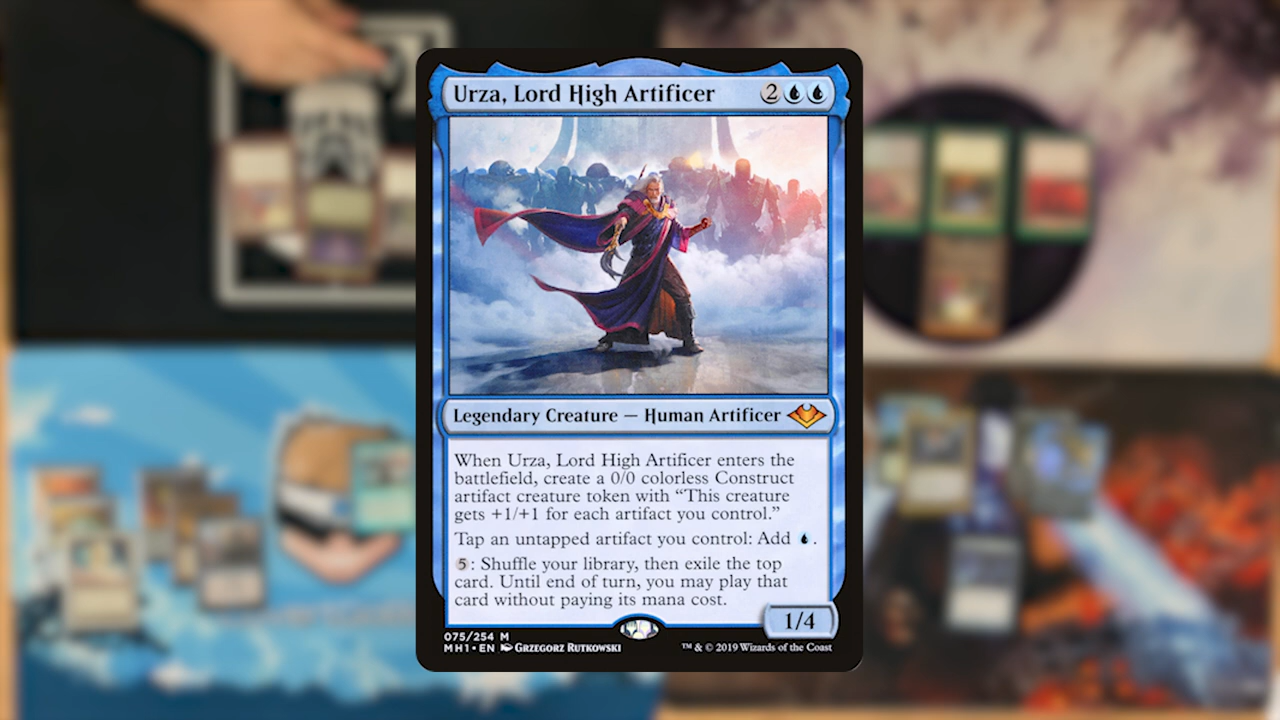 Urza, Lord High Artificer 2
Legendary Creature — Human Artificer
When Urza, Lord High Artificer enters the
battlefield, create a 0/0 colorless Construct
artifact creature token with “This creature
gets +1/+1 for each artifact you control.”
Tap an untapped artifact you control: Add .
5: Shuffle your library, then exile the top
card. Until end of turn, you may play that
card without paying its mana cost.
1/4
075/254 M
MH1 • EN Grzegorz Rutkowski
™ & © 2019 Wizards of the Coast